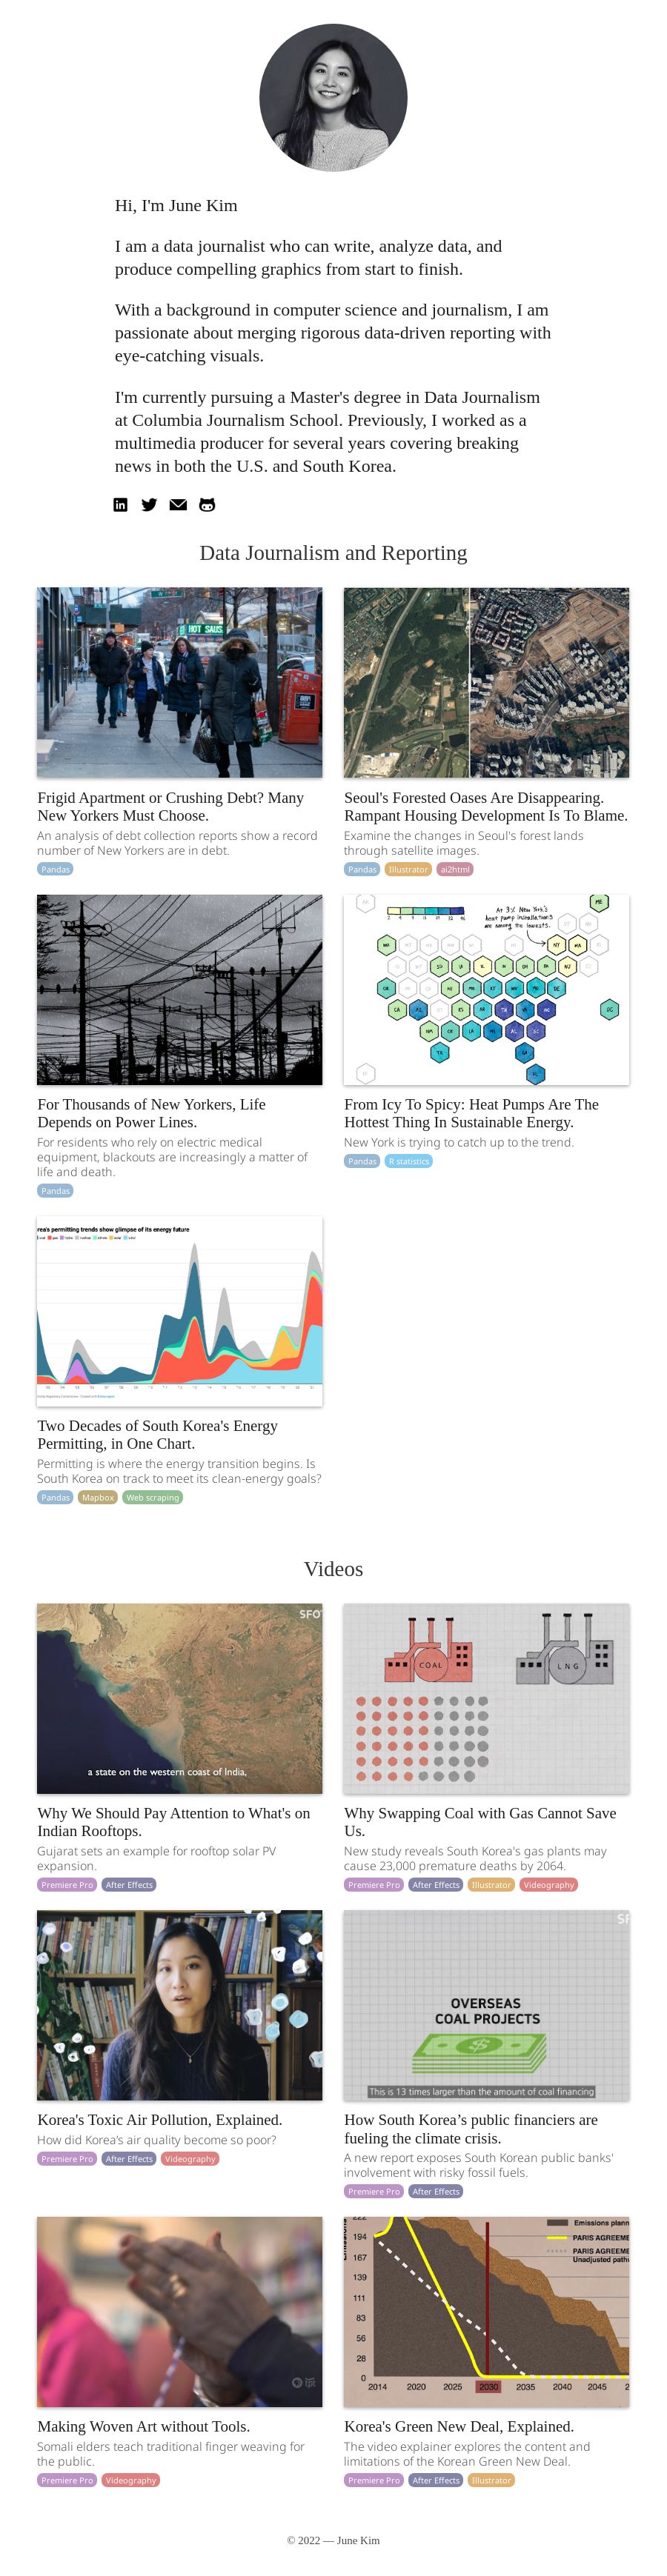 Hi, I'm June Kim
I am a data journalist who can write, analyze data, and
produce compelling graphics from start to finish.
With a background in computer science and journalism, I am
passionate about merging rigorous data-driven reporting with
eye-catching visuals.
I'm currently pursuing a Master's degree in Data Journalism
at Columbia Journalism School. Previously, I worked as a
multimedia producer for several years covering breaking
news in both the U.S. and South Korea.
in
Data Journalism and Reporting
HOT SAUS
Frigid Apartment or Crushing Debt? Many
New Yorkers Must Choose.
An analysis of debt collection reports show a record
number of New Yorkers are in debt.
Pandas
Seoul's Forested Oases Are Disappearing.
Rampant Housing Development Is To Blame.
Examine the changes in Seoul's forest lands
through satellite images.
Pandas Illustrator ai2html
At 3% New York's
heat pump installations
are among the lowests.
ME
NY MA
NJ
DE
DC
CA
For Thousands of New Yorkers, Life
Depends on Power Lines.
For residents who rely on electric medical
equipment, blackouts are increasingly a matter of
life and death.
Pandas
From Icy To Spicy: Heat Pumps Are The
Hottest Thing In Sustainable Energy.
New York is trying to catch up to the trend.
Pandas R statistics
rea's permitting trends show glimpse of its energy future
Two Decades of South Korea's Energy
Permitting, in One Chart.
Permitting is where the energy transition begins. Is
South Korea on track to meet its clean-energy goals?
Pandas Mapbox Web scraping
Videos
SFO
a state on the western coast of India,
Why We Should Pay Attention to What's on
Indian Rooftops.
Gujarat sets an example for rooftop solar PV
expansion.
Premiere Pro After Effects
COAL
LNG
Why Swapping Coal with Gas Cannot Save
Us.
New study reveals South Korea's gas plants may
cause 23,000 premature deaths by 2064.
Premiere Pro After Effects Illustrator Videography
Korea's Toxic Air Pollution, Explained.
How did Korea's air quality become so poor?
Premiere Pro After Effects Videography
SF
OVERSEAS
COAL PROJECTS
This is 13 times larger than the amount of coal financing
How South Korea’s public financiers are
fueling the climate crisis.
A new report exposes South Korean public banks'
involvement with risky fossil fuels.
Premiere Pro After Effects
tpt
Making Woven Art without Tools.
Somali elders teach traditional finger weaving for
the public.
Premiere Pro Videography
222
194
167
139
111
83
56
28
0
2014 2020 2025 2030 2035 2040 2045 2
Emissions plann
PARIS AGREEME
PARIS AGREEME
Unadjusted path
Korea's Green New Deal, Explained.
The video explainer explores the content and
limitations of the Korean Green New Deal.
Premiere Pro After Effects Illustrator
© 2022 — June Kim